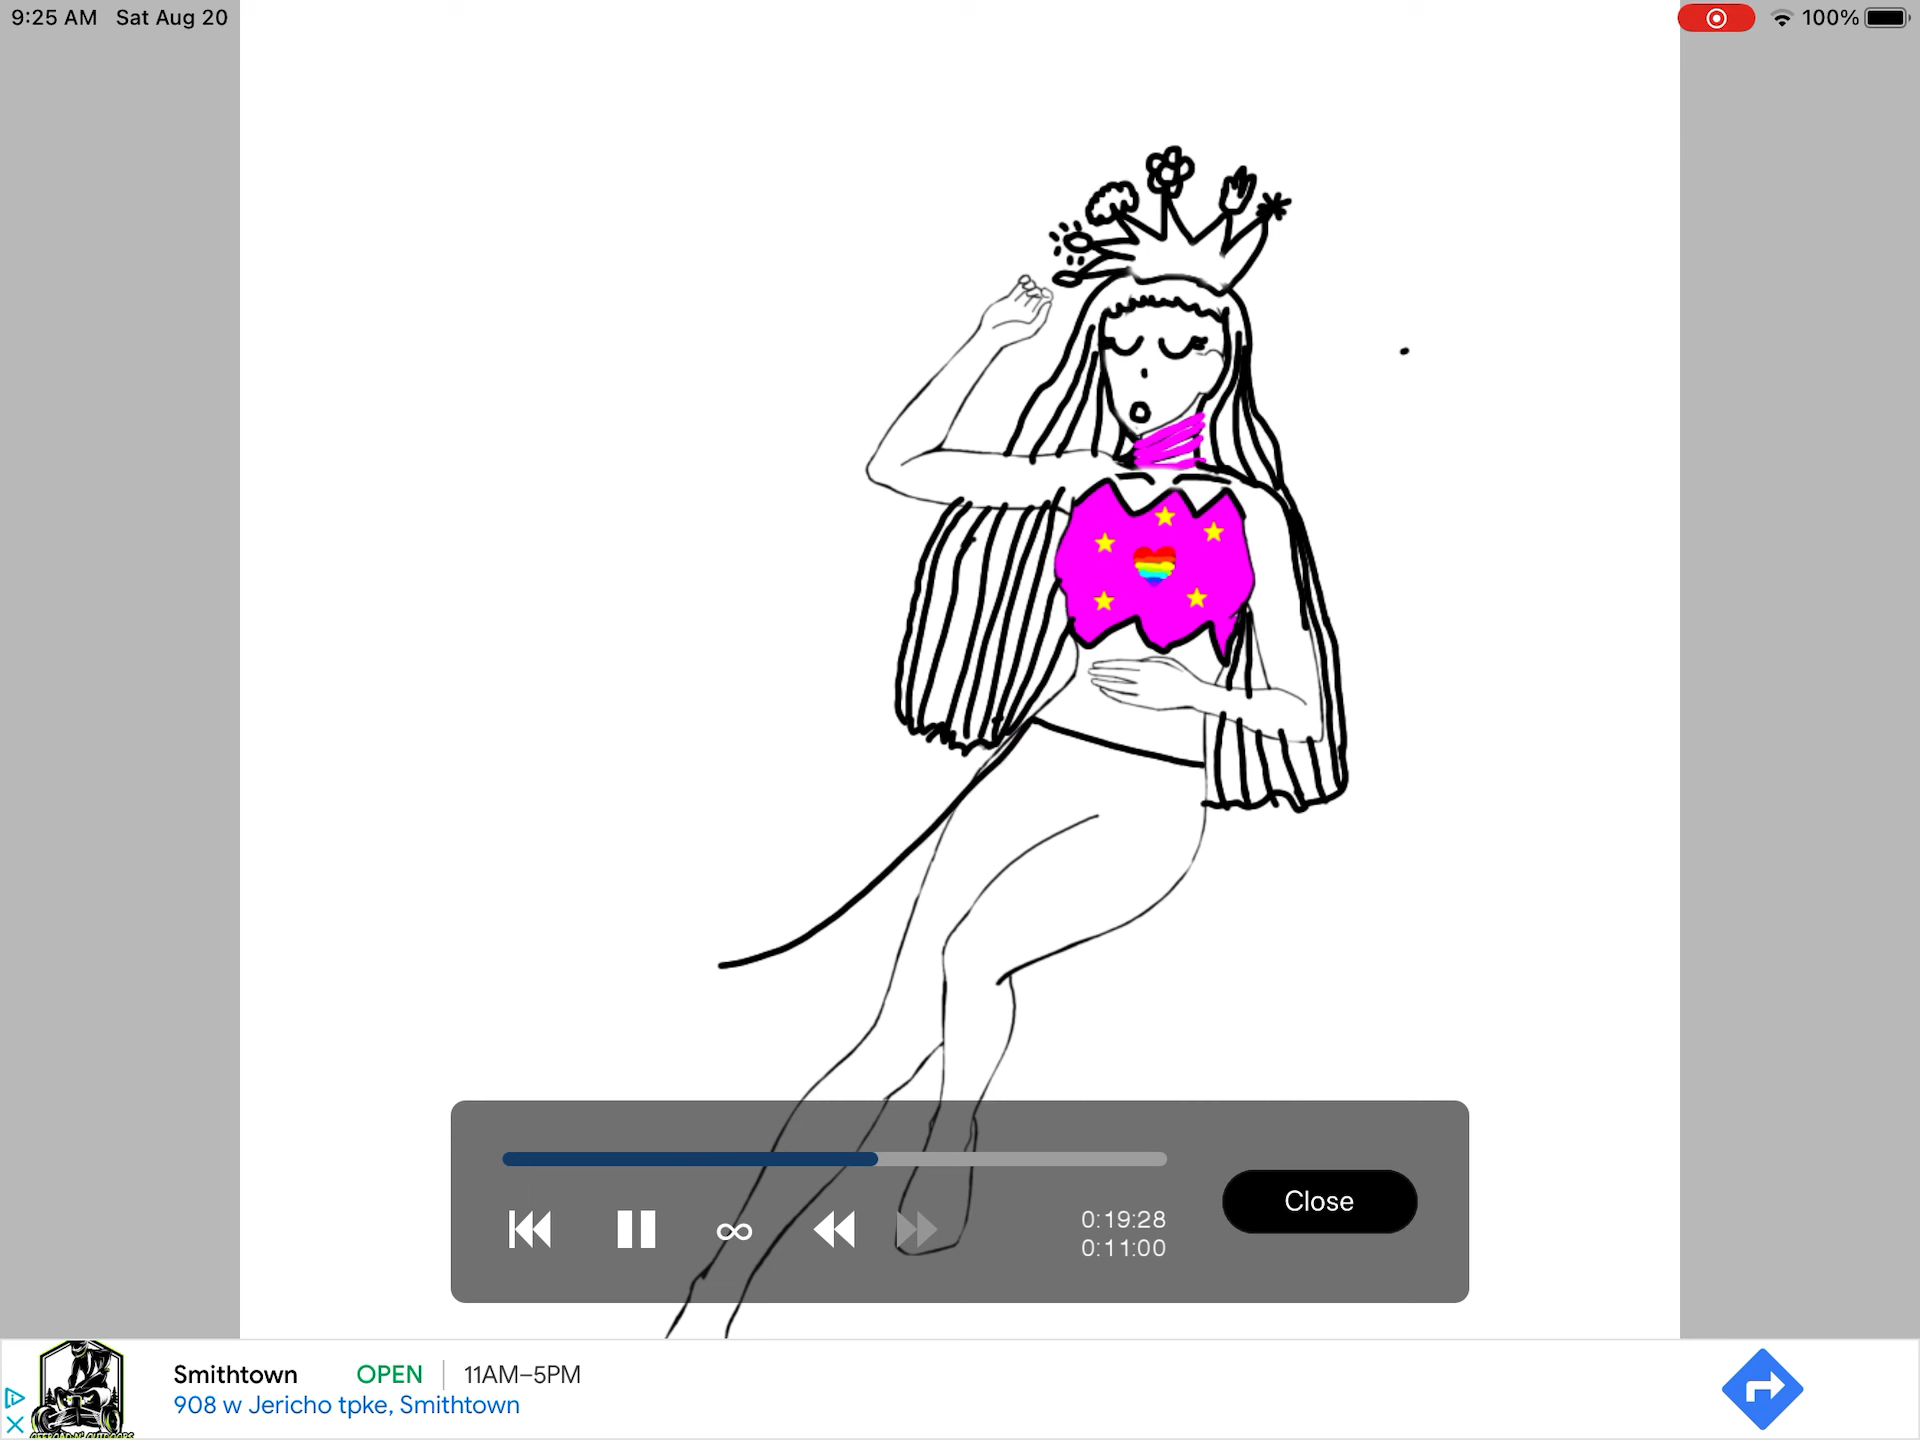 9:25 AM Sat Aug 20
100%
0:19:28
0:11:00
Close
Smithtown OPEN 11AM–5PM
908 w Jericho tpke, Smithtown